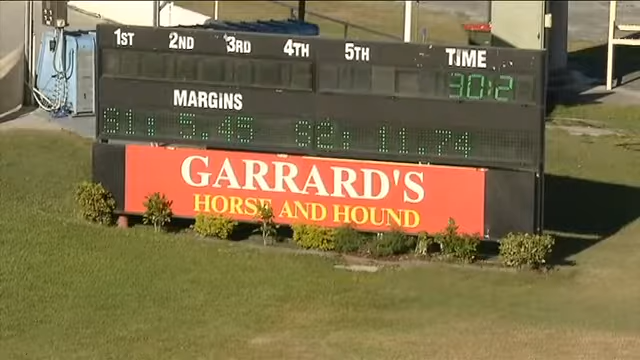 1ST 2ND 3RD 4TH 5TH TIME
30:2
MARGINS
S1: 5.45 S2: 11.74
GARRARD'S
HORSE AND HOUND